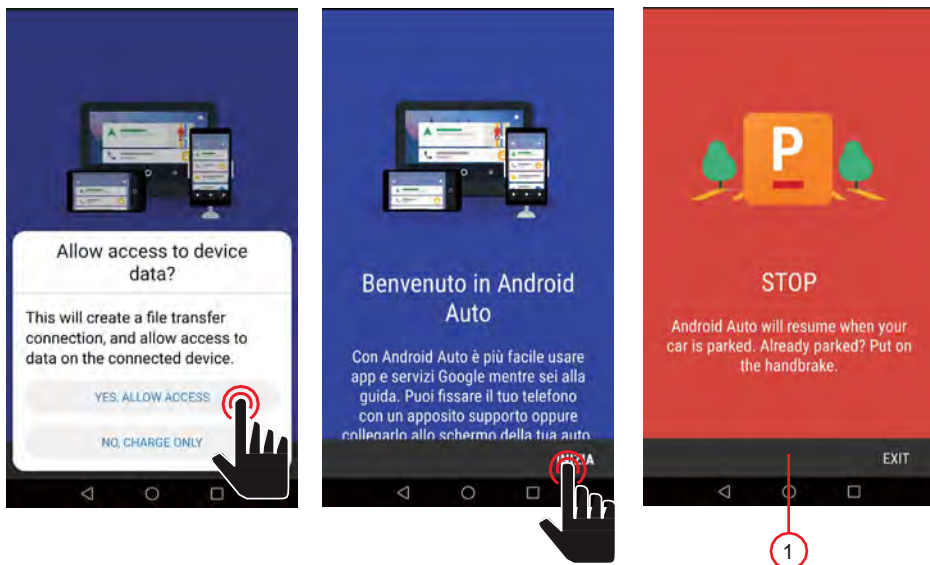 Allow access to device
data?
This will create a file transfer
connection, and allow access to
data on the connected device.
YES, ALLOW ACCESS
NO, CHARGE ONLY
Benvenuto in Android
Auto
Con Android Auto è più facile usare
app e servizi Google mentre sei alla
guida. Puoi fissare il tuo telefono
con un apposito supporto oppure
collegarlo allo schermo della tua auto
INIZIA
P
STOP
Android Auto will resume when your
car is parked. Already parked? Put on
the handbrake.
EXIT
1